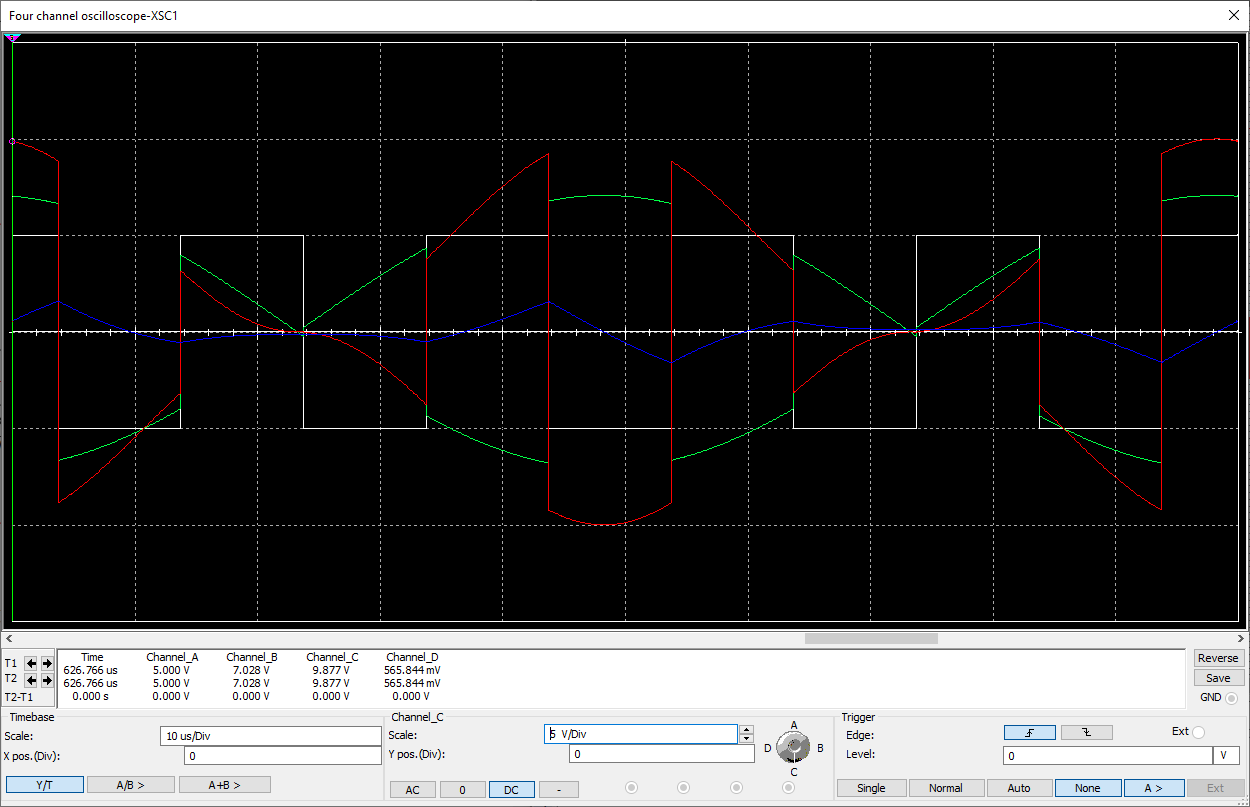 Four channel oscilloscope-XSC1
T1
T2
T2-T1
Time Channel_A Channel_B Channel_C Channel_D
626.766 us 5.000 V 7.028 V 9.877 V 565.844 mV
626.766 us 5.000 V 7.028 V 9.877 V 565.844 mV
0.000 s 0.000 V 0.000 V 0.000 V 0.000 V
Reverse
Save
GND
Timebase
Scale: 10 us/Div
X pos.(Div): 0
Y/T A/B > A+B >
Channel_C
Scale: 5 V/Div
Y pos.(Div): 0
AC 0 DC -
A
D B
C
Trigger
Edge: Ext
Level: 0 V
Single Normal Auto None A > Ext